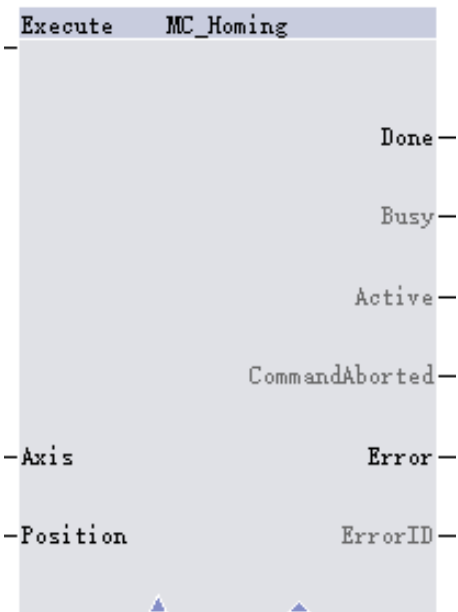 Execute MC_Homing
Done
Busy
Active
CommandAborted
Axis Error
Position ErrorID